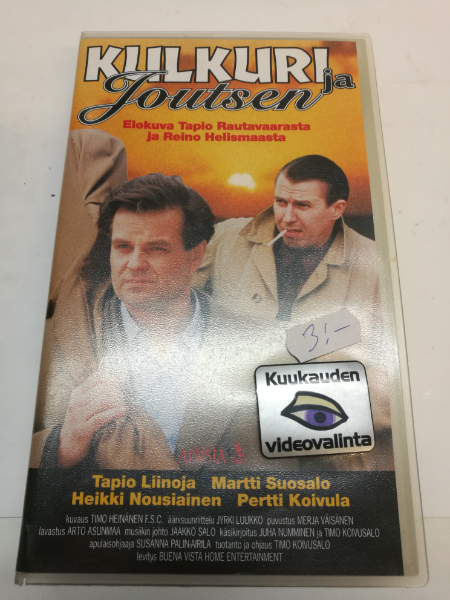 KULKURI ja
Joutsen
Elokuva Tapio Rautavaarasta
ja Reino Helismaasta
3:-
Kuukauden
videovalinta
Tapio Liinoja Martti Suosalo
Heikki Nousiainen Pertti Koivula
kuvaus TIMO HEINÄNEN F.S.C. äänisuunnittelu JYRKI LUUKKO puvustus MERJA VÄISÄNEN
lavastus ARTO ASUNMAA musiikin johto JAAKKO SALO käsikirjoitus JUHA NUMMINEN ja TIMO KOIVUSALO
apulaisohjaaja SUSANNA PALIN-AIRILA tuotanto ja ohjaus TIMO KOIVUSALO
levitys BUENA VISTA HOME ENTERTAINMENT